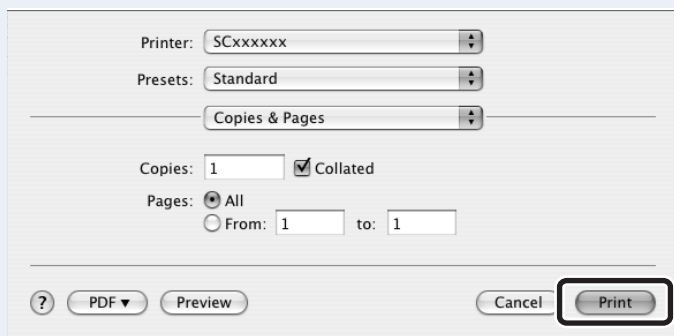 Printer: SCxxxxxx
Presets: Standard
Copies & Pages
Copies: 1 Collated
Pages: All
From: 1 to: 1
? PDF ▼ Preview Cancel Print